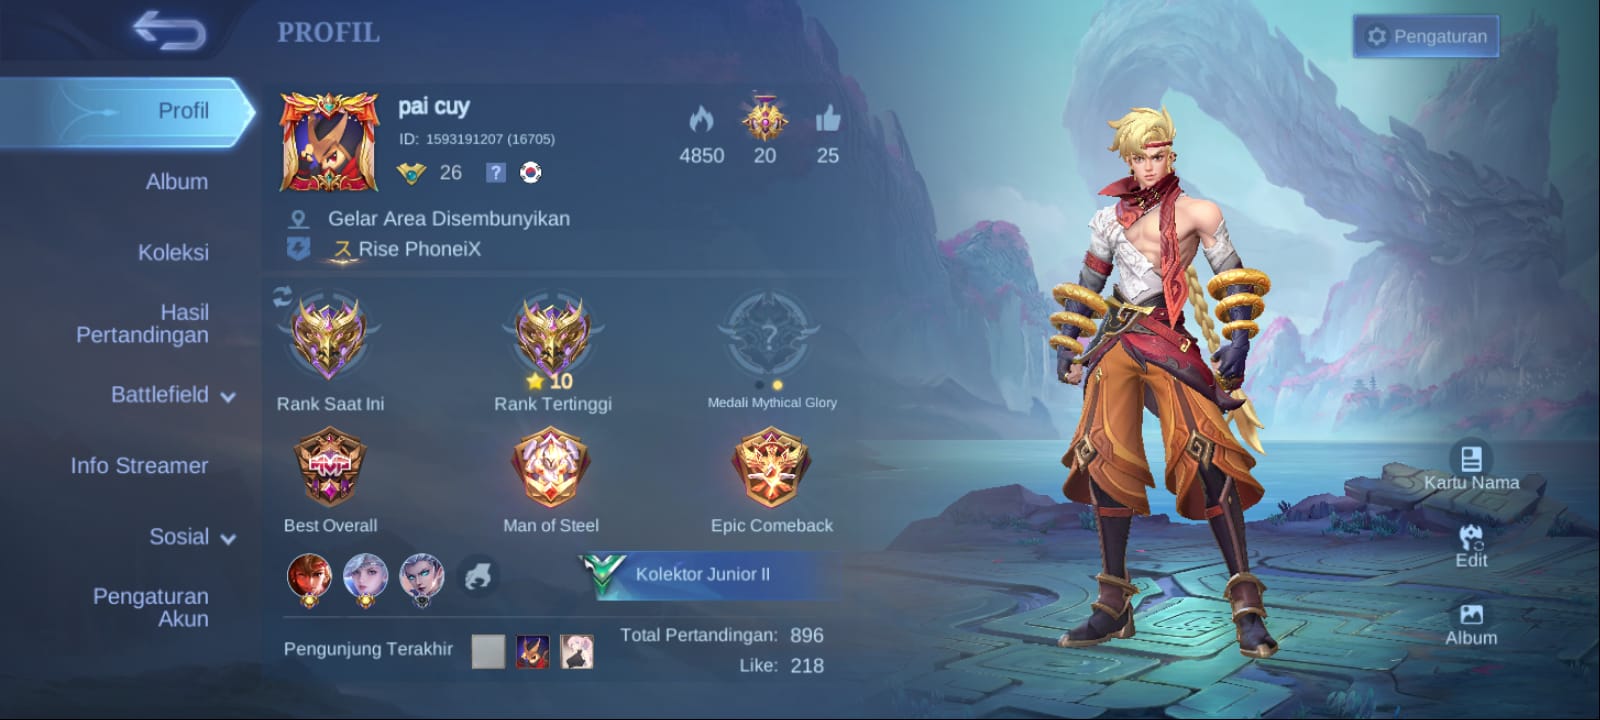 PROFIL
Pengaturan
Profil
Album
Koleksi
Hasil
Pertandingan
Battlefield
Info Streamer
Sosial
Pengaturan
Akun
pai cuy
ID: 1593191207 (16705)
26 ?
4850 20 25
Gelar Area Disembunyikan
ス Rise PhoneiX
?
10
Rank Saat Ini
Rank Tertinggi
Medali Mythical Glory
MVP
Best Overall
Man of Steel
Epic Comeback
Kolektor Junior II
Pengunjung Terakhir
Total Pertandingan: 896
Like: 218
Kartu Nama
Edit
Album